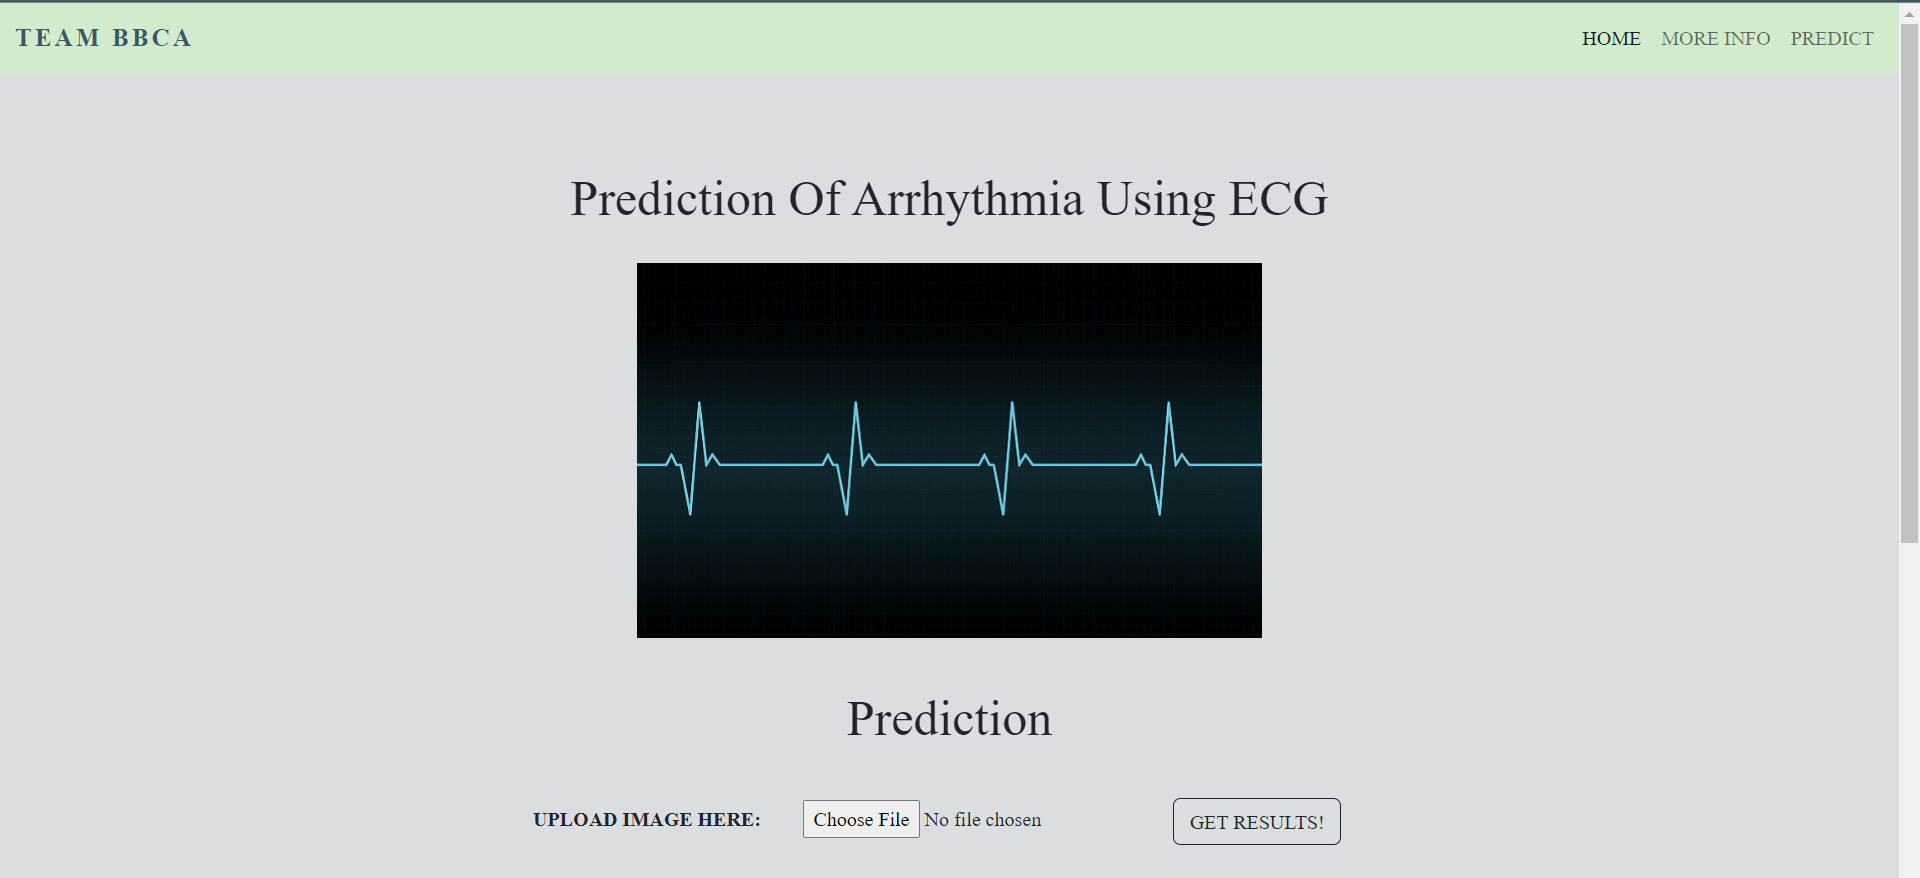 TEAM BBCA
HOME MORE INFO PREDICT
Prediction Of Arrhythmia Using ECG
Prediction
UPLOAD IMAGE HERE: Choose File No file chosen GET RESULTS!